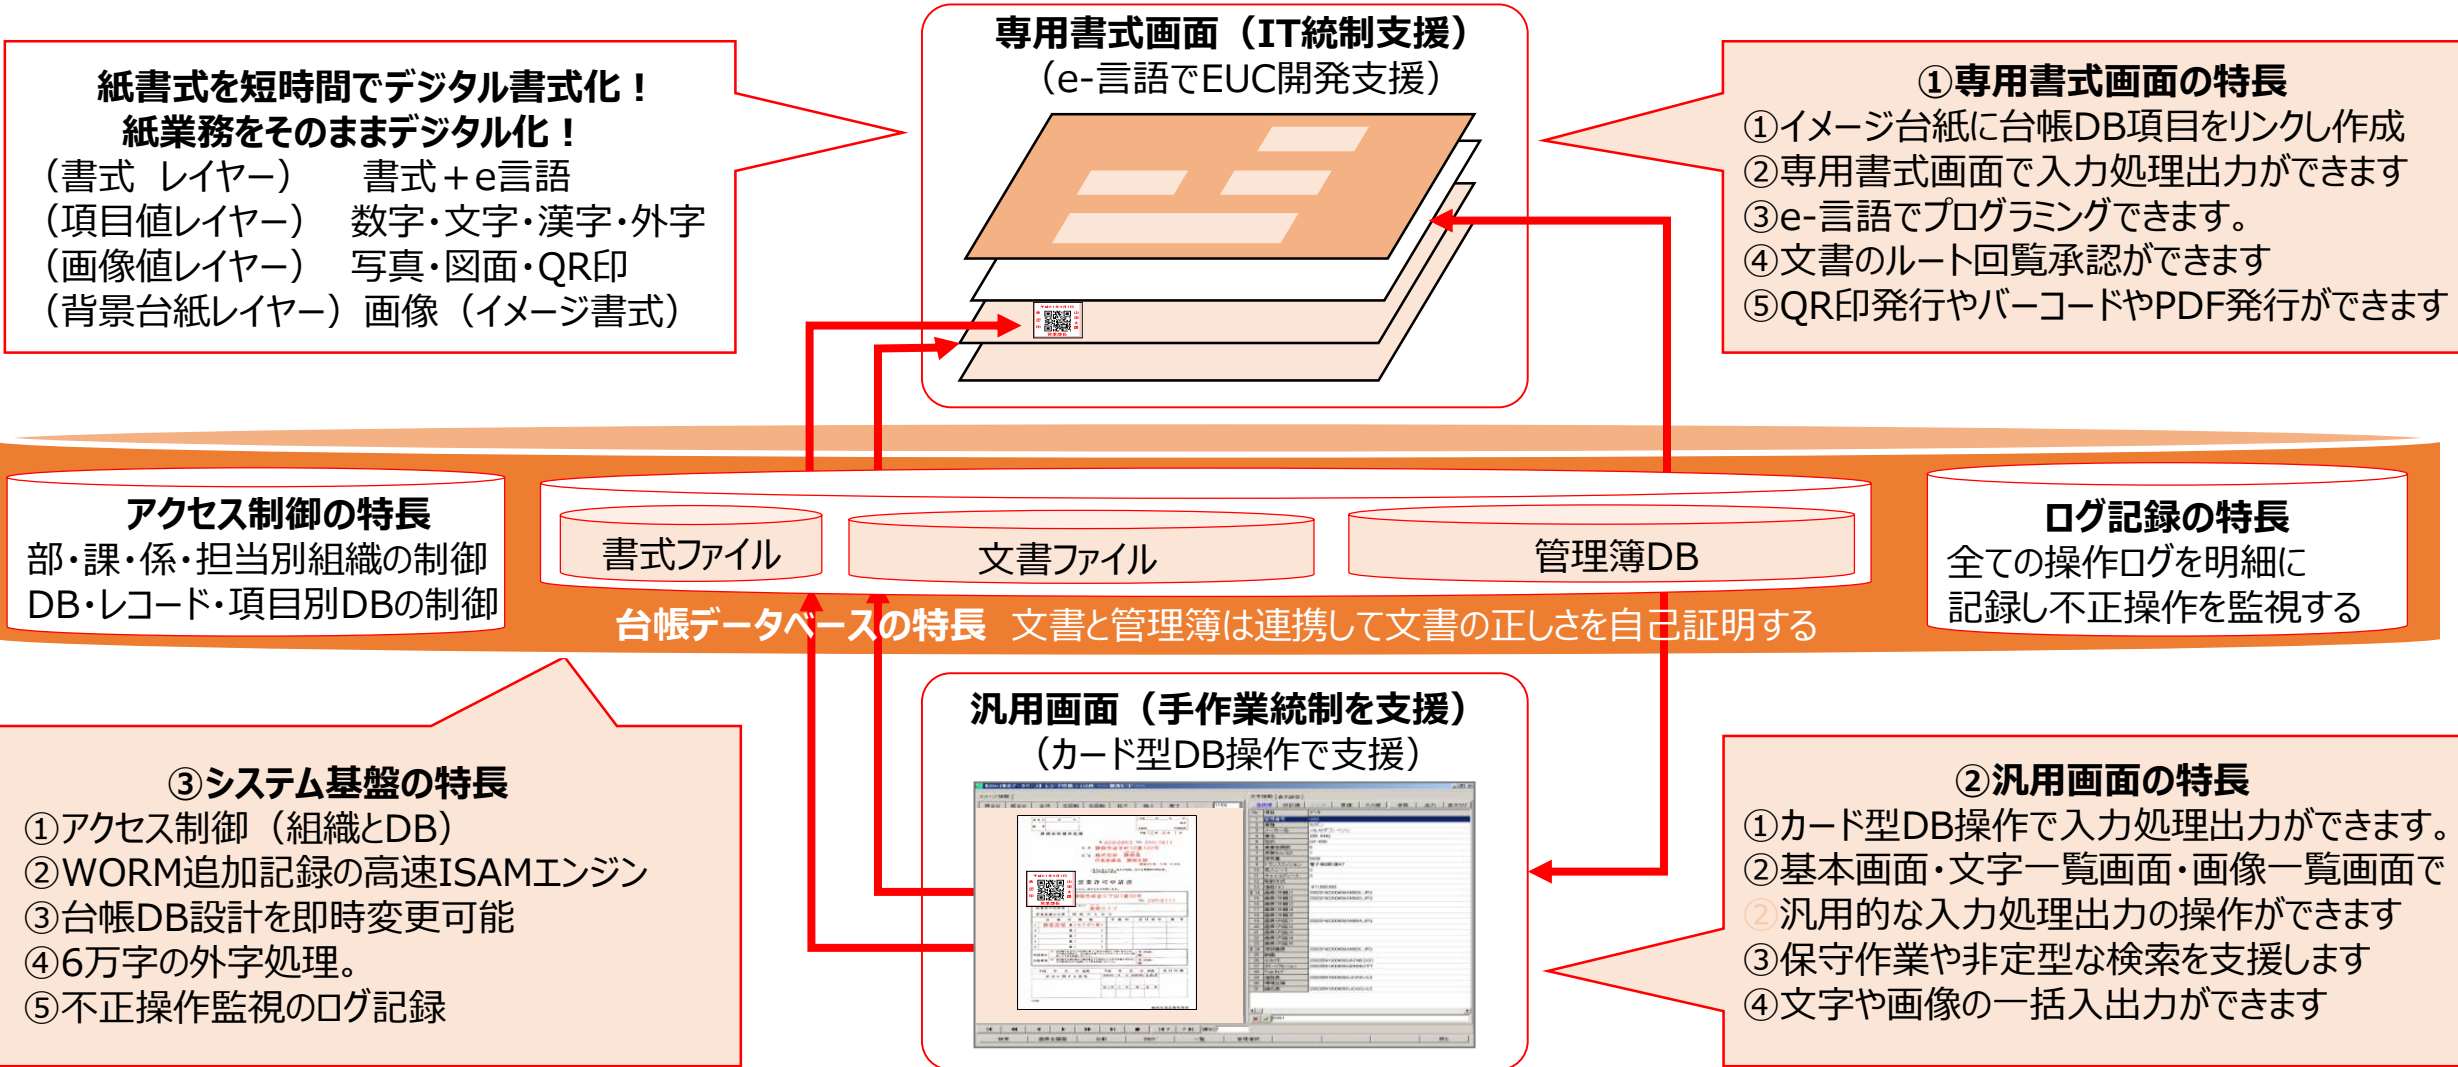 専用書式画面（IT統制支援）
（e-言語でEUC開発支援）
紙書式を短時間でデジタル書式化！
紙業務をそのままデジタル化！
（書式 レイヤー） 書式＋e言語
（項目値レイヤー） 数字・文字・漢字・外字
（画像値レイヤー） 写真・図面・QR印
（背景台紙レイヤー）画像（イメージ書式）
①専用書式画面の特長
①イメージ台紙に台帳DB項目をリンクし作成
②専用書式画面で入力処理出力ができます
③e-言語でプログラミングできます。
④文書のルート回覧承認ができます
⑤QR印発行やバーコードやPDF発行ができます
アクセス制御の特長
部・課・係・担当別組織の制御
DB・レコード・項目別DBの制御
書式ファイル
文書ファイル
管理簿DB
台帳データベースの特長 文書と管理簿は連携して文書の正しさを自己証明する
ログ記録の特長
全ての操作ログを明細に
記録し不正操作を監視する
③システム基盤の特長
①アクセス制御（組織とDB）
②WORM追加記録の高速ISAMエンジン
③台帳DB設計を即時変更可能
④6万字の外字処理。
⑤不正操作監視のログ記録
汎用画面（手作業統制を支援）
（カード型DB操作で支援）
②汎用画面の特長
①カード型DB操作で入力処理出力ができます。
②基本画面・文字一覧画面・画像一覧画面で
②汎用的な入力処理出力の操作ができます
③保守作業や非定型な検索を支援します
④文字や画像の一括入出力ができます